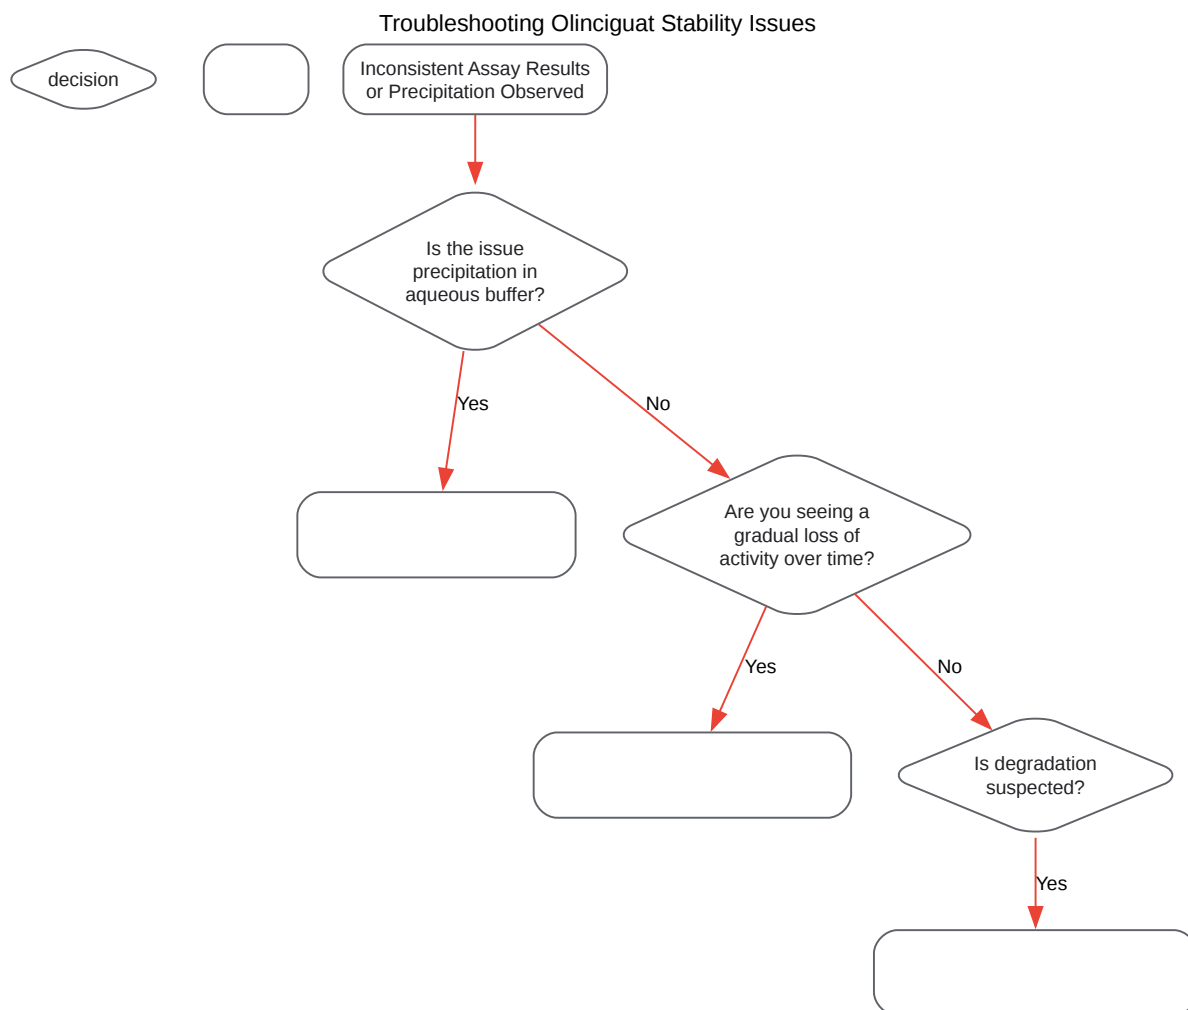 Troubleshooting Olinciguat Stability Issues
decision
Inconsistent Assay Results
or Precipitation Observed
Is the issue
precipitation in
aqueous buffer?
Yes
No
Are you seeing a
gradual loss of
activity over time?
Yes
No
Is degradation
suspected?
Yes